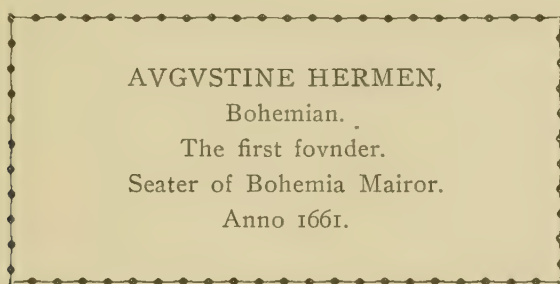 AVGVSTINE HERMEN,
Bohemian.
The first fovnder.
Seater of Bohemia Mairor.
Anno 1661.